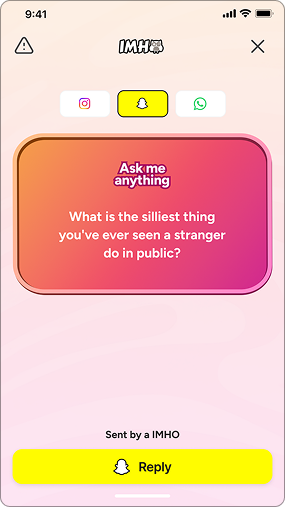 9:41
IMHO
Ask me
anything
What is the silliest thing
you've ever seen a stranger
do in public?
Sent by a IMHO
Reply